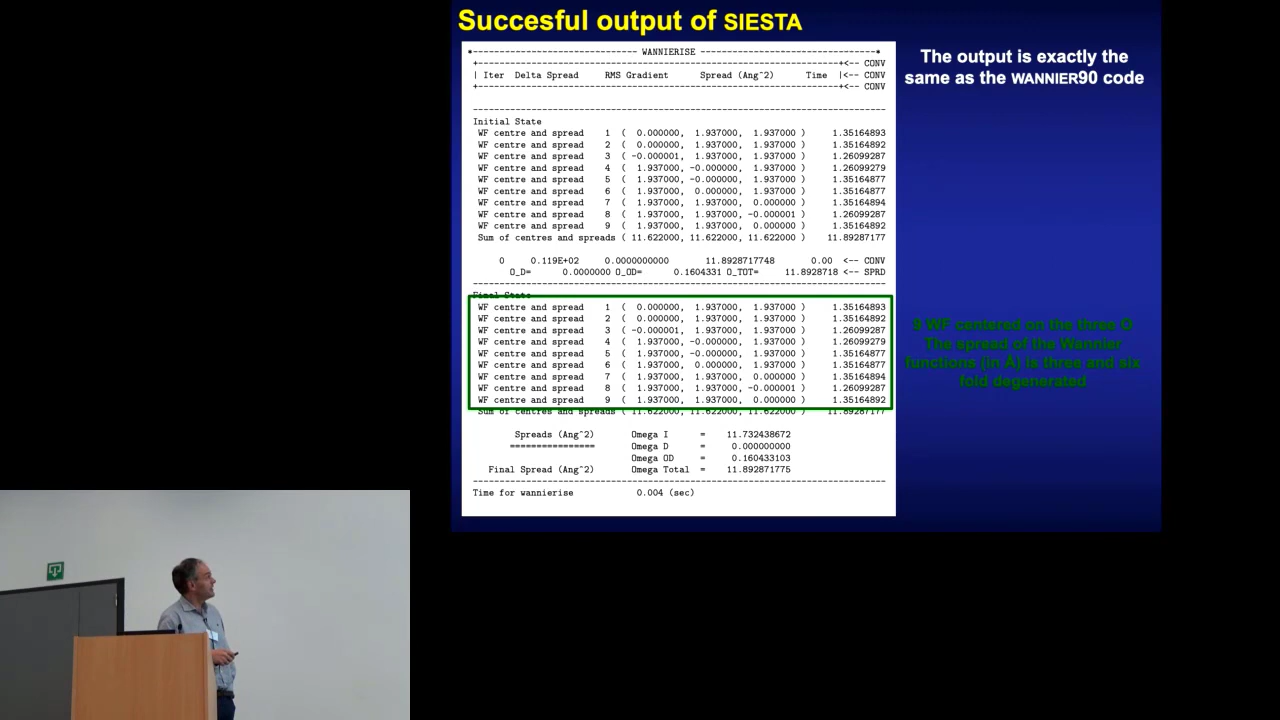 Succesful output of SIESTA
*------------------------------- WANNIERISE ---------------------------------*
+--------------------------------------------------------------------+<-- CONV
| Iter  Delta Spread     RMS Gradient      Spread (Ang^2)      Time  |<-- CONV
+--------------------------------------------------------------------+<-- CONV
------------------------------------------------------------------------------
Initial State
WF centre and spread    1  (  0.000000,  1.937000,  1.937000 )     1.35164893
WF centre and spread    2  (  0.000000,  1.937000,  1.937000 )     1.35164892
WF centre and spread    3  ( -0.000001,  1.937000,  1.937000 )     1.26099287
WF centre and spread    4  (  1.937000, -0.000000,  1.937000 )     1.26099279
WF centre and spread    5  (  1.937000, -0.000000,  1.937000 )     1.35164877
WF centre and spread    6  (  1.937000,  0.000000,  1.937000 )     1.35164877
WF centre and spread    7  (  1.937000,  1.937000,  0.000000 )     1.35164894
WF centre and spread    8  (  1.937000,  1.937000, -0.000001 )     1.26099287
WF centre and spread    9  (  1.937000,  1.937000,  0.000000 )     1.35164892
Sum of centres and spreads ( 11.622000, 11.622000, 11.622000 )    11.89287177
0     0.119E+02     0.0000000000       11.8928717748       0.00  <-- CONV
O_D=      0.0000000 O_OD=      0.1604331 O_TOT=     11.8928718 <-- SPRD
------------------------------------------------------------------------------
Final State
WF centre and spread    1  (  0.000000,  1.937000,  1.937000 )     1.35164893
WF centre and spread    2  (  0.000000,  1.937000,  1.937000 )     1.35164892
WF centre and spread    3  ( -0.000001,  1.937000,  1.937000 )     1.26099287
WF centre and spread    4  (  1.937000, -0.000000,  1.937000 )     1.26099279
WF centre and spread    5  (  1.937000, -0.000000,  1.937000 )     1.35164877
WF centre and spread    6  (  1.937000,  0.000000,  1.937000 )     1.35164877
WF centre and spread    7  (  1.937000,  1.937000,  0.000000 )     1.35164894
WF centre and spread    8  (  1.937000,  1.937000, -0.000001 )     1.26099287
WF centre and spread    9  (  1.937000,  1.937000,  0.000000 )     1.35164892
Sum of centres and spreads ( 11.622000, 11.622000, 11.622000 )    11.89287177
Spreads (Ang^2)       Omega I      =    11.732438672
================       Omega D      =     0.000000000
Omega OD     =     0.160433103
Final Spread (Ang^2)       Omega Total  =    11.892871775
------------------------------------------------------------------------------
Time for wannierise     0.004 (sec)
The output is exactly the
same as the WANNIER90 code
9 WF centered on the three O
The spread of the Wannier
functions (in Å) is three and six
fold degenerated